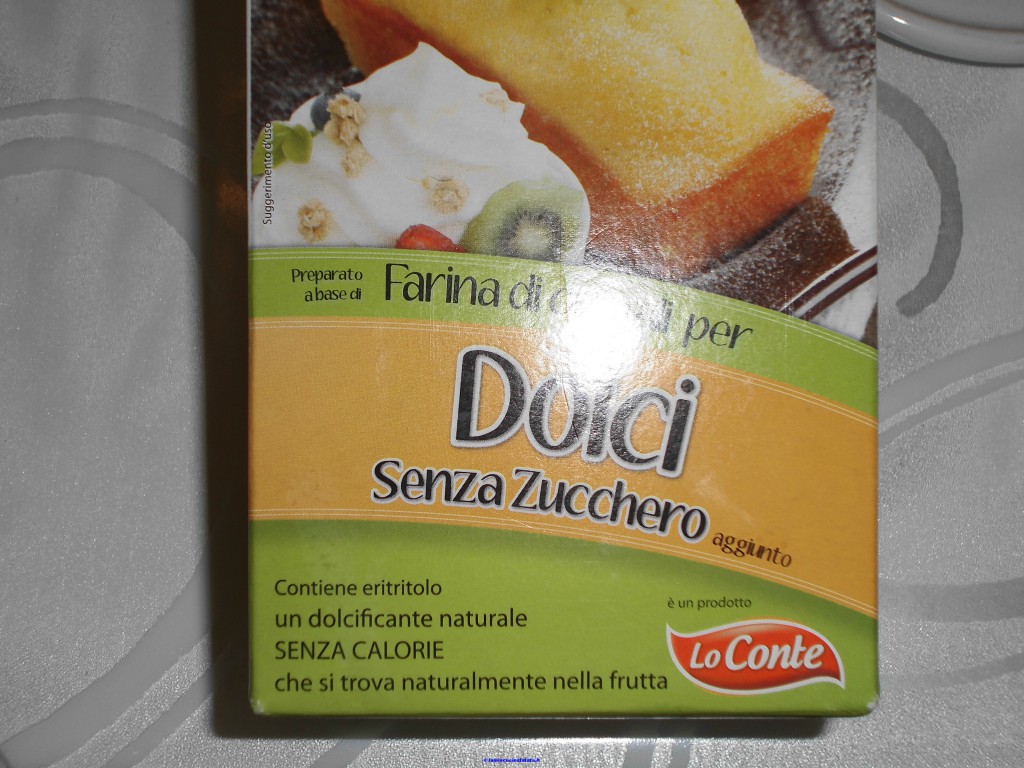 Suggerimento d'uso
Preparato
a base di
Farina di per
Dolci
Senza Zucchero
aggiunto
Contiene eritritolo
un dolcificante naturale
SENZA CALORIE
che si trova naturalmente nella frutta
è un prodotto
Lo Conte